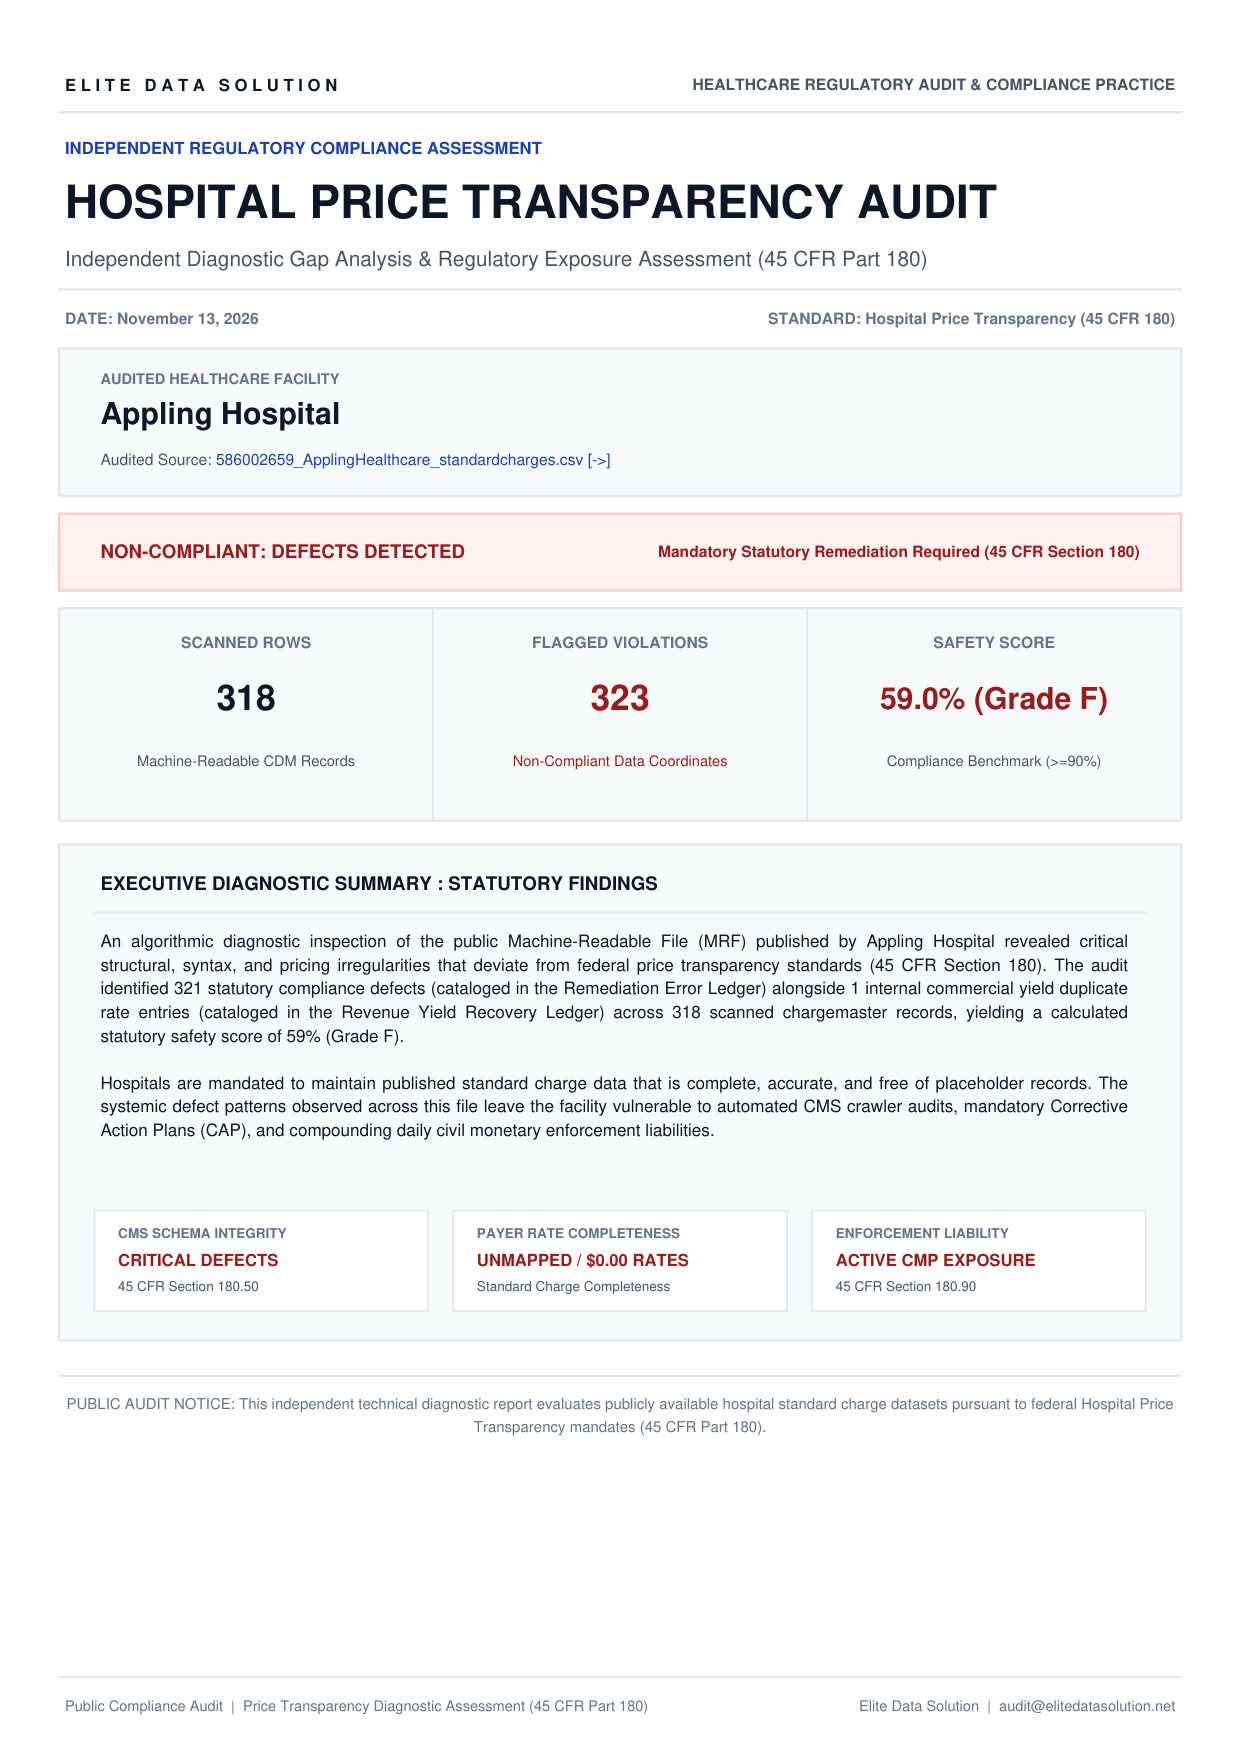 ELITE DATA SOLUTION
HEALTHCARE REGULATORY AUDIT & COMPLIANCE PRACTICE
INDEPENDENT REGULATORY COMPLIANCE ASSESSMENT
HOSPITAL PRICE TRANSPARENCY AUDIT
Independent Diagnostic Gap Analysis & Regulatory Exposure Assessment (45 CFR Part 180)
DATE: November 13, 2026
STANDARD: Hospital Price Transparency (45 CFR 180)
AUDITED HEALTHCARE FACILITY
Appling Hospital
Audited Source: 586002659_ApplingHealthcare_standardcharges.csv [->]
NON-COMPLIANT: DEFECTS DETECTED
Mandatory Statutory Remediation Required (45 CFR Section 180)
SCANNED ROWS
318
Machine-Readable CDM Records
FLAGGED VIOLATIONS
323
Non-Compliant Data Coordinates
SAFETY SCORE
59.0% (Grade F)
Compliance Benchmark (>=90%)
EXECUTIVE DIAGNOSTIC SUMMARY : STATUTORY FINDINGS
An algorithmic diagnostic inspection of the public Machine-Readable File (MRF) published by Appling Hospital revealed critical
structural, syntax, and pricing irregularities that deviate from federal price transparency standards (45 CFR Section 180). The audit
identified 321 statutory compliance defects (cataloged in the Remediation Error Ledger) alongside 1 internal commercial yield duplicate
rate entries (cataloged in the Revenue Yield Recovery Ledger) across 318 scanned chargemaster records, yielding a calculated
statutory safety score of 59% (Grade F).
Hospitals are mandated to maintain published standard charge data that is complete, accurate, and free of placeholder records. The
systemic defect patterns observed across this file leave the facility vulnerable to automated CMS crawler audits, mandatory Corrective
Action Plans (CAP), and compounding daily civil monetary enforcement liabilities.
CMS SCHEMA INTEGRITY
CRITICAL DEFECTS
45 CFR Section 180.50
PAYER RATE COMPLETENESS
UNMAPPED / $0.00 RATES
Standard Charge Completeness
ENFORCEMENT LIABILITY
ACTIVE CMP EXPOSURE
45 CFR Section 180.90
PUBLIC AUDIT NOTICE: This independent technical diagnostic report evaluates publicly available hospital standard charge datasets pursuant to federal Hospital Price
Transparency mandates (45 CFR Part 180).
Public Compliance Audit | Price Transparency Diagnostic Assessment (45 CFR Part 180)
Elite Data Solution | audit@elitedatasolution.net